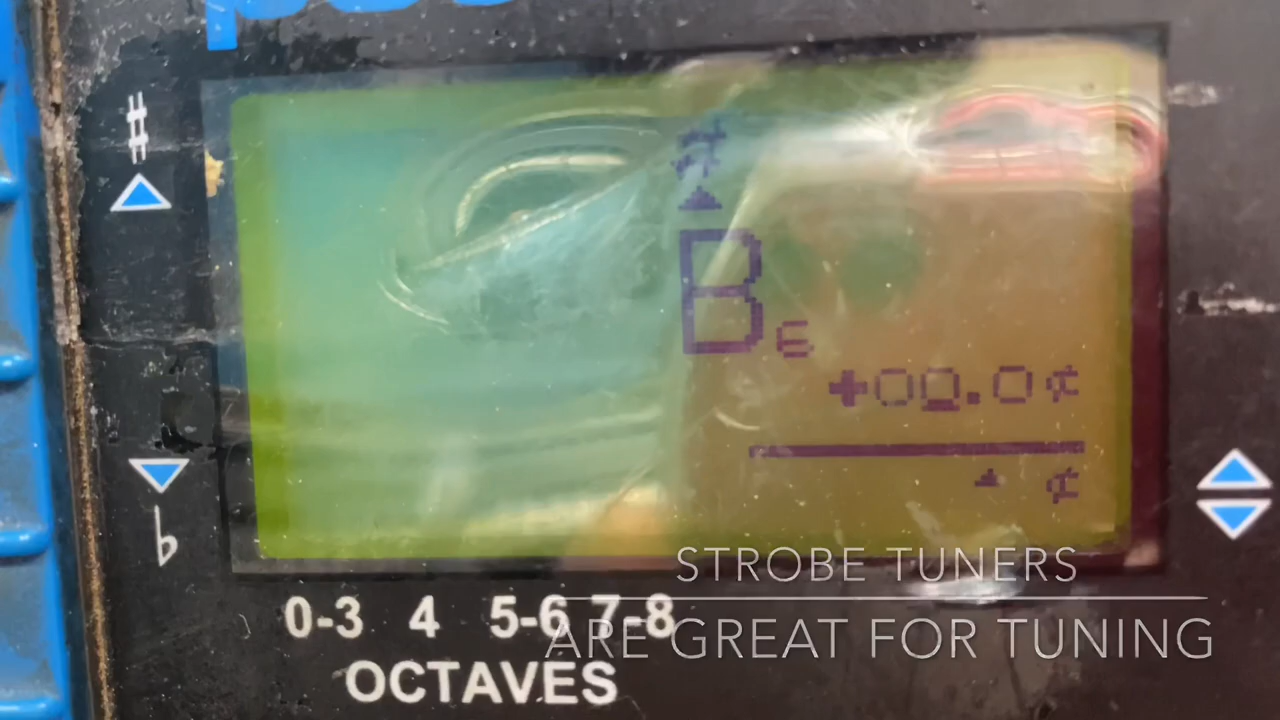 ♯
B6
+00.0¢
¢
♭
STROBE TUNERS
ARE GREAT FOR TUNING
0-3 4 5-6 7-8
OCTAVES